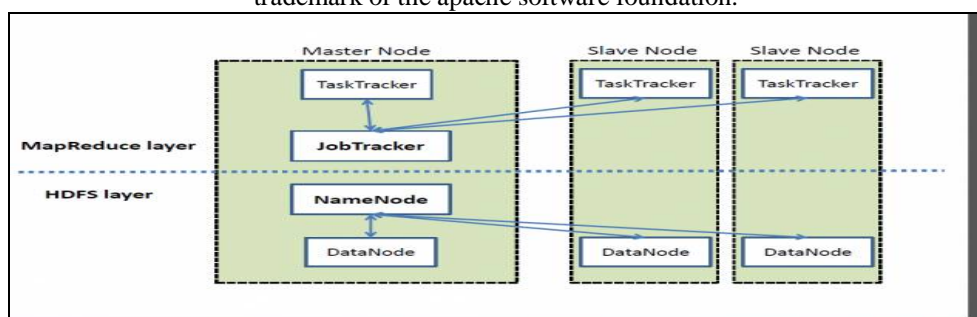 trademark of the apache software foundation.
Master Node
Slave Node
Slave Node
TaskTracker
TaskTracker
TaskTracker
MapReduce layer
JobTracker
HDFS layer
NameNode
DataNode
DataNode
DataNode